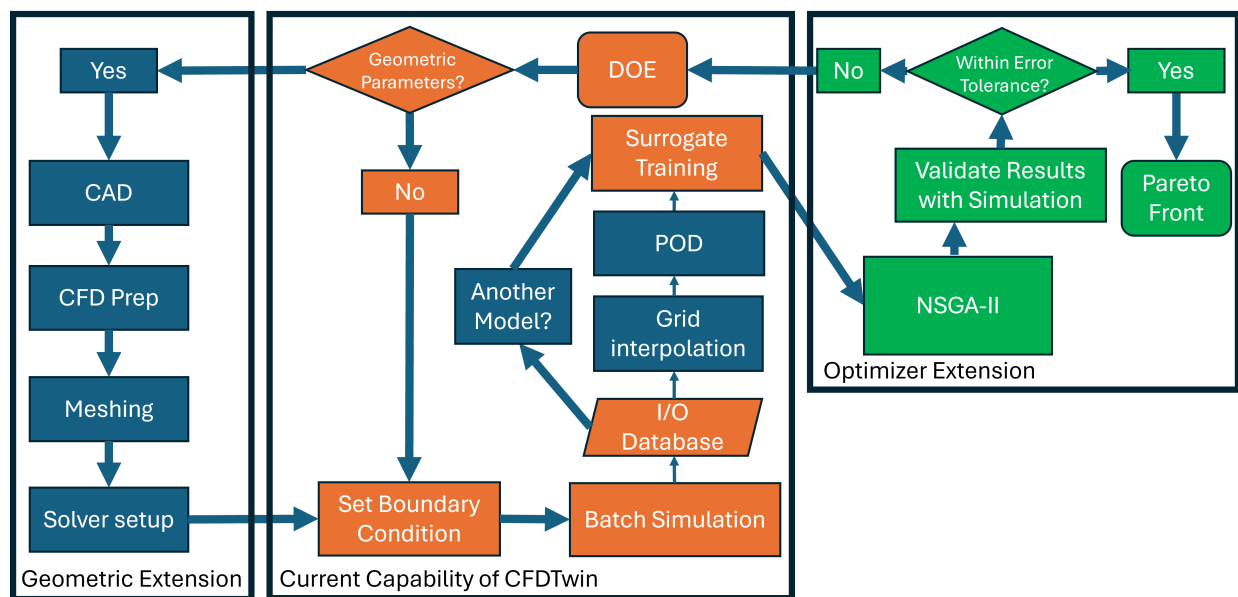 Yes
CAD
CFD Prep
Meshing
Solver setup
Geometric Extension
Geometric
Parameters?
DOE
No
Surrogate
Training
POD
Another
Model?
Grid
interpolation
I/O
Database
Set Boundary
Condition
Batch Simulation
Current Capability of CFDTwin
No
Within Error
Tolerance?
Yes
Validate Results
with Simulation
Pareto
Front
NSGA-II
Optimizer Extension